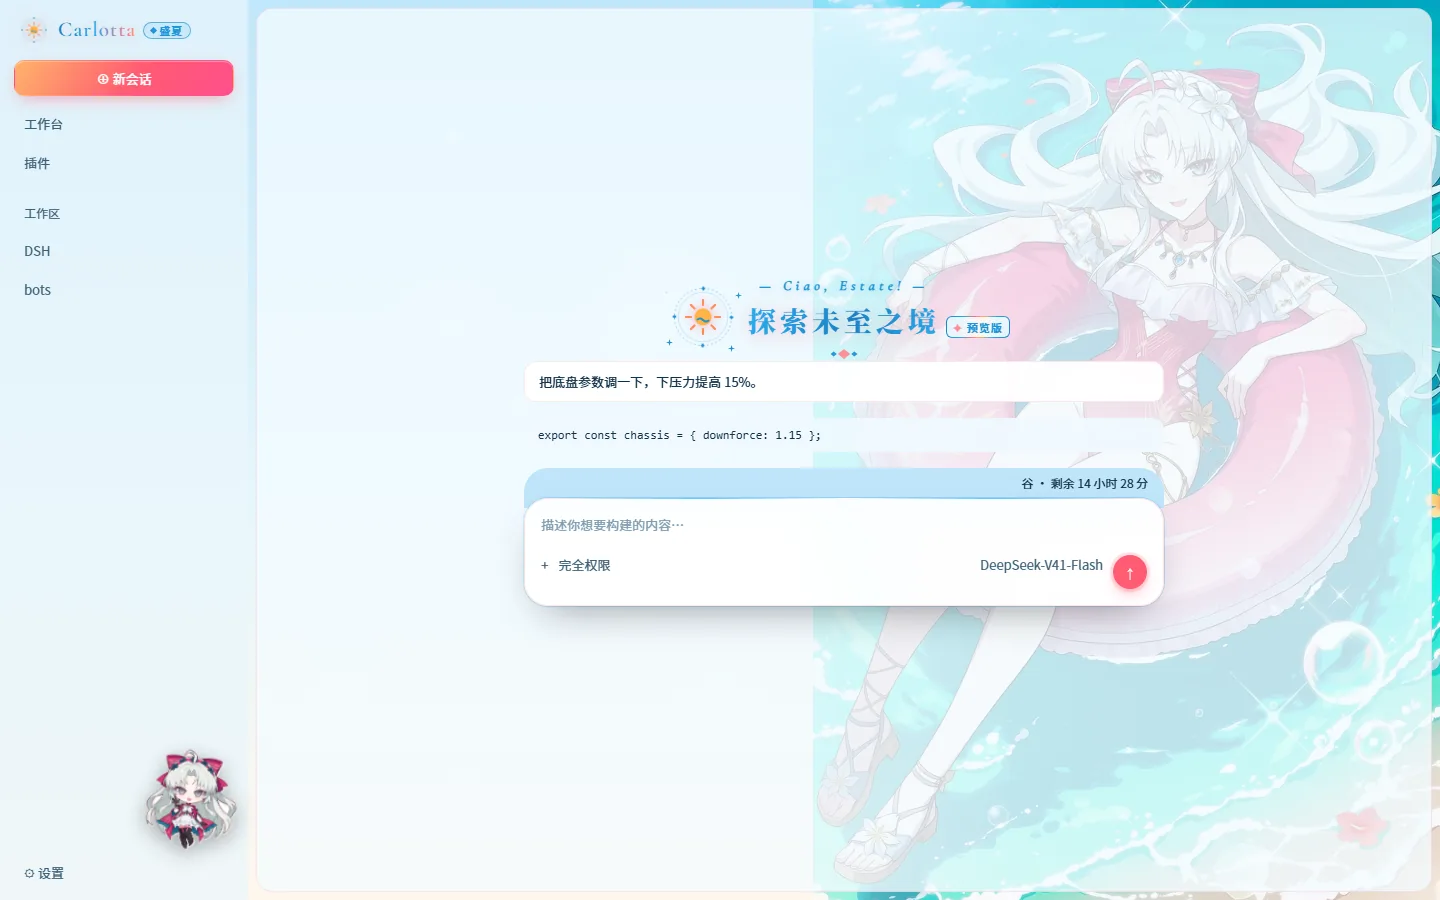 Carlotta
盛夏
新会话
工作台
插件
工作区
DSH
bots
设置
— Ciao, Estate! —
探索未至之境
预览版
把底盘参数调一下，下压力提高 15%。
export const chassis = { downforce: 1.15 };
谷 · 剩余 14 小时 28 分
描述你想要构建的内容…
+ 完全权限
DeepSeek-V41-Flash
↑